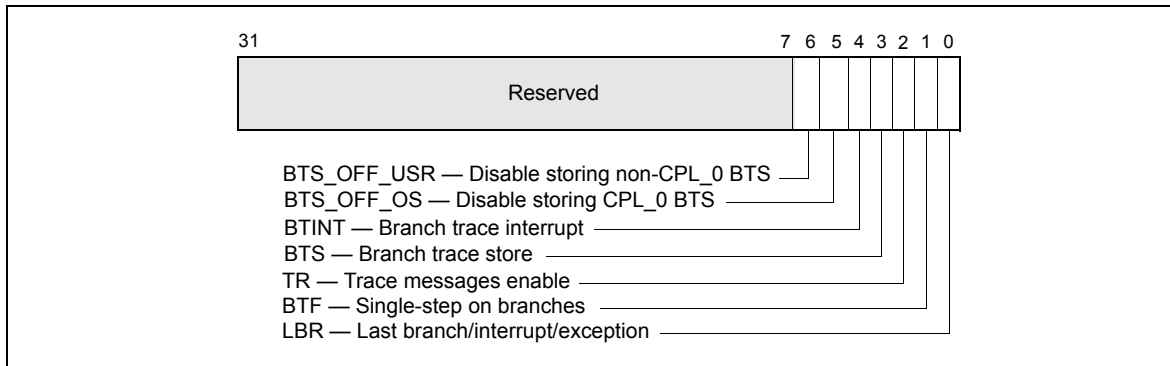 31 7 6 5 4 3 2 1 0
Reserved
BTS_OFF_USR — Disable storing non-CPL_0 BTS
BTS_OFF_OS — Disable storing CPL_0 BTS
BTINT — Branch trace interrupt
BTS — Branch trace store
TR — Trace messages enable
BTF — Single-step on branches
LBR — Last branch/interrupt/exception